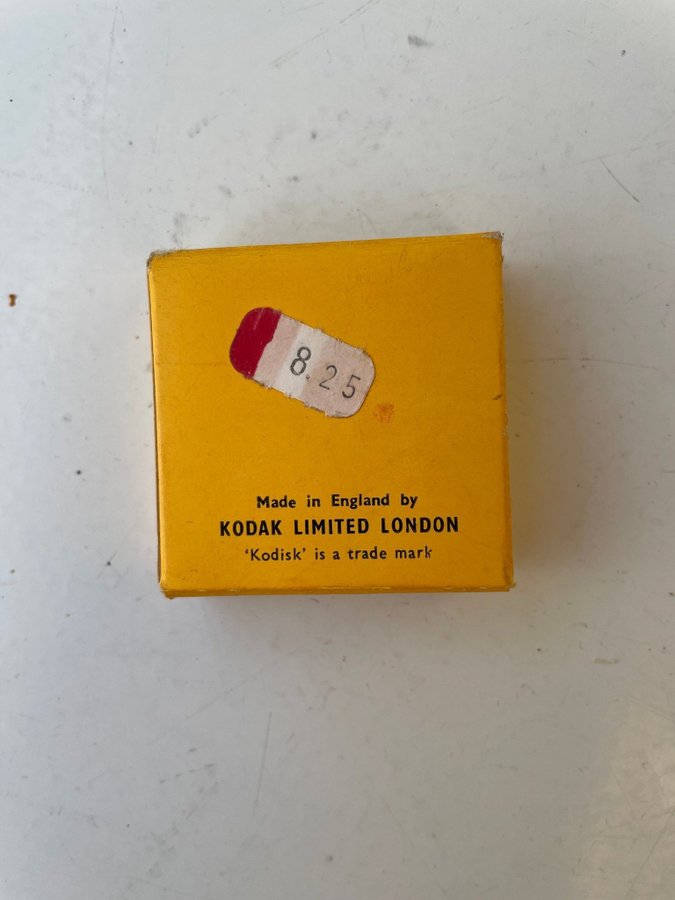 8.25
Made in England by
KODAK LIMITED LONDON
‘Kodisk’ is a trade mark